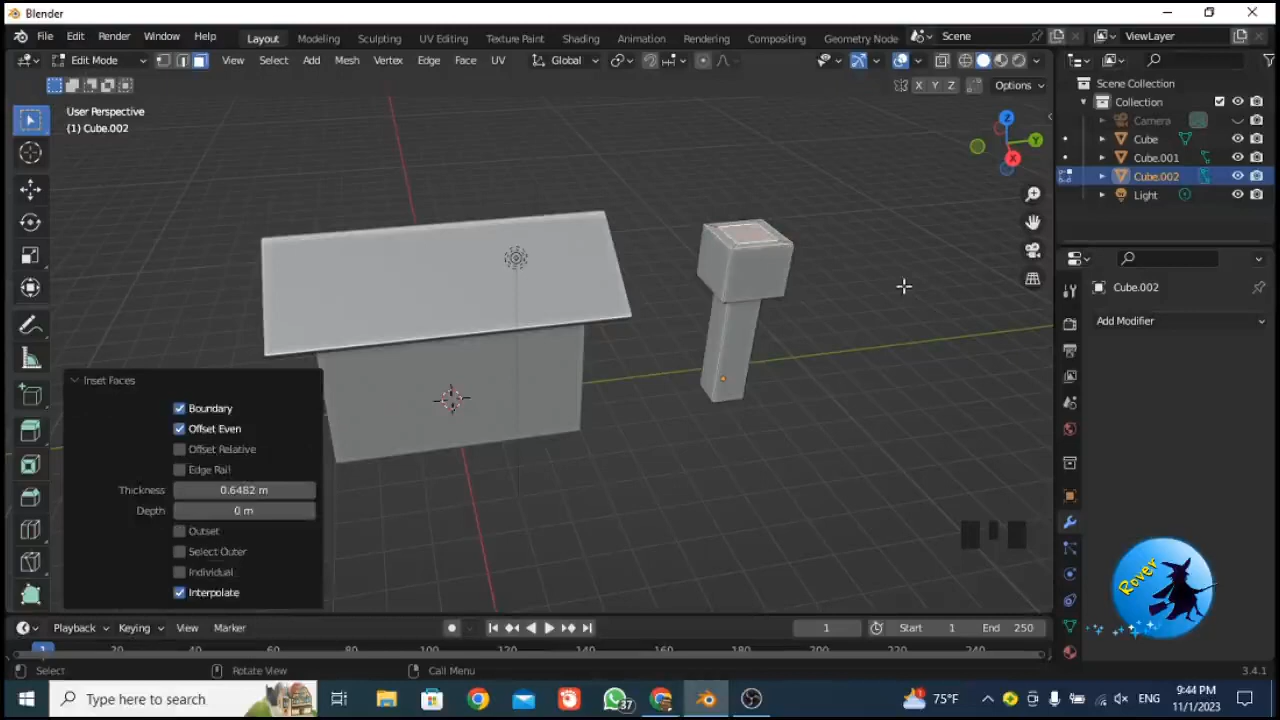 Blender
File Edit Render Window Help Layout Modeling Sculpting UV Editing Texture Paint Shading Animation Rendering Compositing Geometry Node Scene ViewLayer
Edit Mode View Select Add Mesh Vertex Edge Face UV Global
X Y Z Options
User Perspective
(1) Cube.002
Scene Collection
Collection
Camera
Cube
Cube.001
Cube.002
Light
Z
Y
X
Cube.002
Add Modifier
Inset Faces
Boundary
Offset Even
Offset Relative
Edge Rail
Thickness 0.6482 m
Depth 0 m
Outset
Select Outer
Individual
Interpolate
Rover
Playback Keying View Marker 1 Start 1 End 250
1 20 40 60 80 100 120 140 160 180 200 220 240
Select Rotate View Call Menu 3.4.1
Type here to search 37 75°F ENG 9:44 PM
11/1/2023